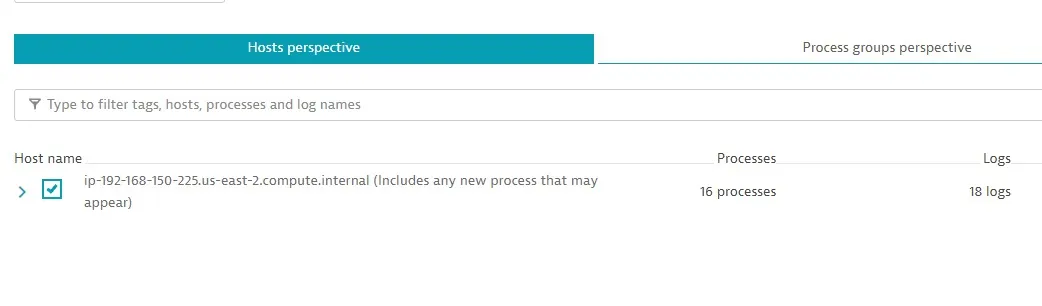 Hosts perspective
Process groups perspective
Type to filter tags, hosts, processes and log names
Host name
Processes
Logs
ip-192-168-150-225.us-east-2.compute.internal (Includes any new process that may
appear)
16 processes
18 logs